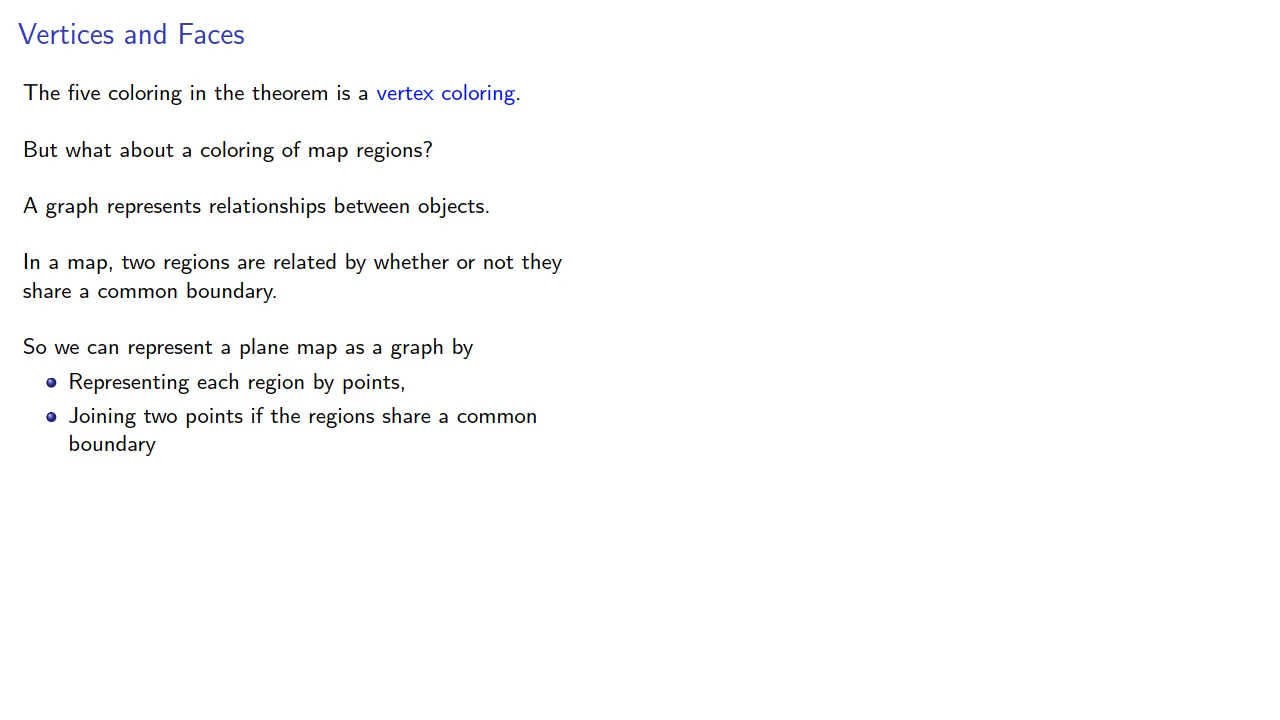 Vertices and Faces
The five coloring in the theorem is a vertex coloring.
But what about a coloring of map regions?
A graph represents relationships between objects.
In a map, two regions are related by whether or not they
share a common boundary.
So we can represent a plane map as a graph by
Representing each region by points,
Joining two points if the regions share a common
boundary